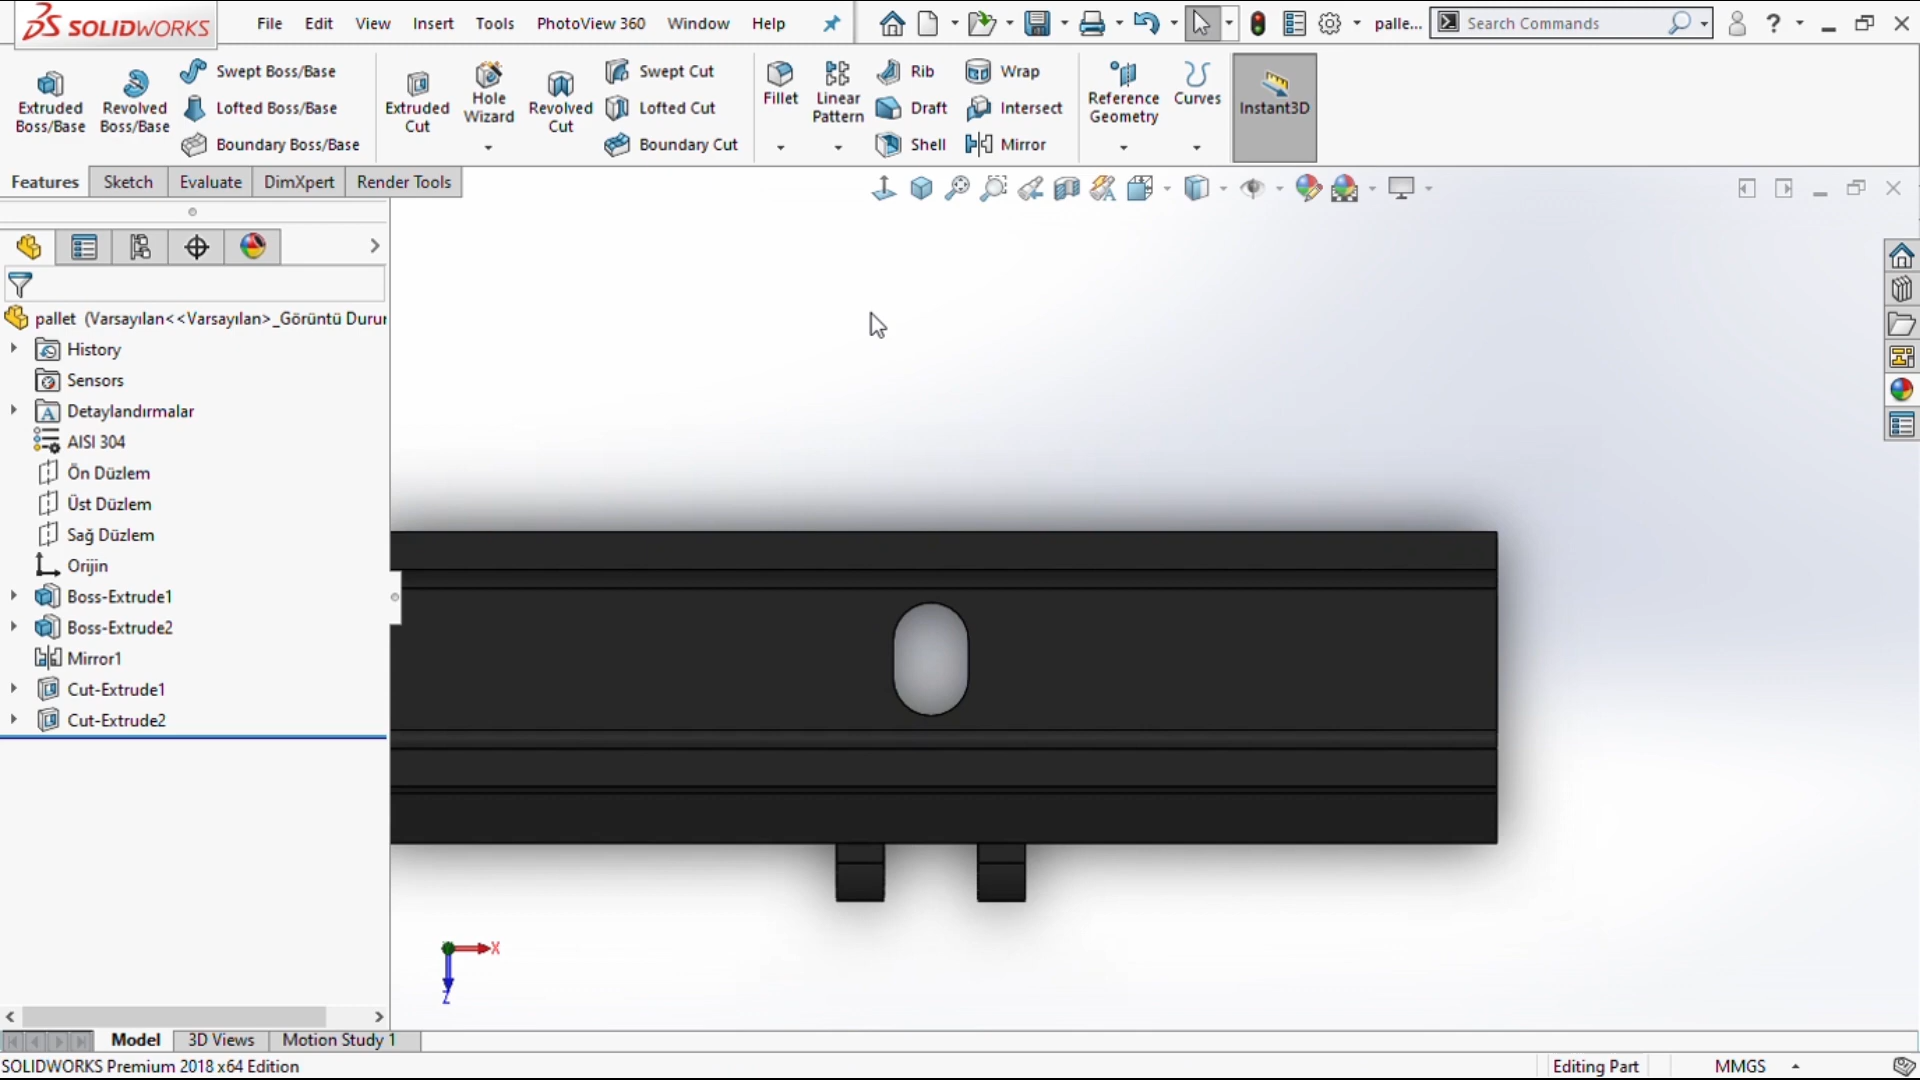 SOLIDWORKS File Edit View Insert Tools PhotoView 360 Window Help palle... Search Commands ?
Extruded Boss/Base
Revolved Boss/Base
Swept Boss/Base
Lofted Boss/Base
Boundary Boss/Base
Extruded Cut
Hole Wizard
Revolved Cut
Swept Cut
Lofted Cut
Boundary Cut
Fillet
Linear Pattern
Rib
Draft
Shell
Wrap
Intersect
Mirror
Reference Geometry
Curves
Instant3D
Features Sketch Evaluate DimXpert Render Tools
pallet (Varsayılan<<Varsayılan>_Görüntü Durur
History
Sensors
Detaylandırmalar
AISI 304
Ön Düzlem
Üst Düzlem
Sağ Düzlem
Orijin
Boss-Extrude1
Boss-Extrude2
Mirror1
Cut-Extrude1
Cut-Extrude2
X
Z
Model 3D Views Motion Study 1
SOLIDWORKS Premium 2018 x64 Edition Editing Part MMGS